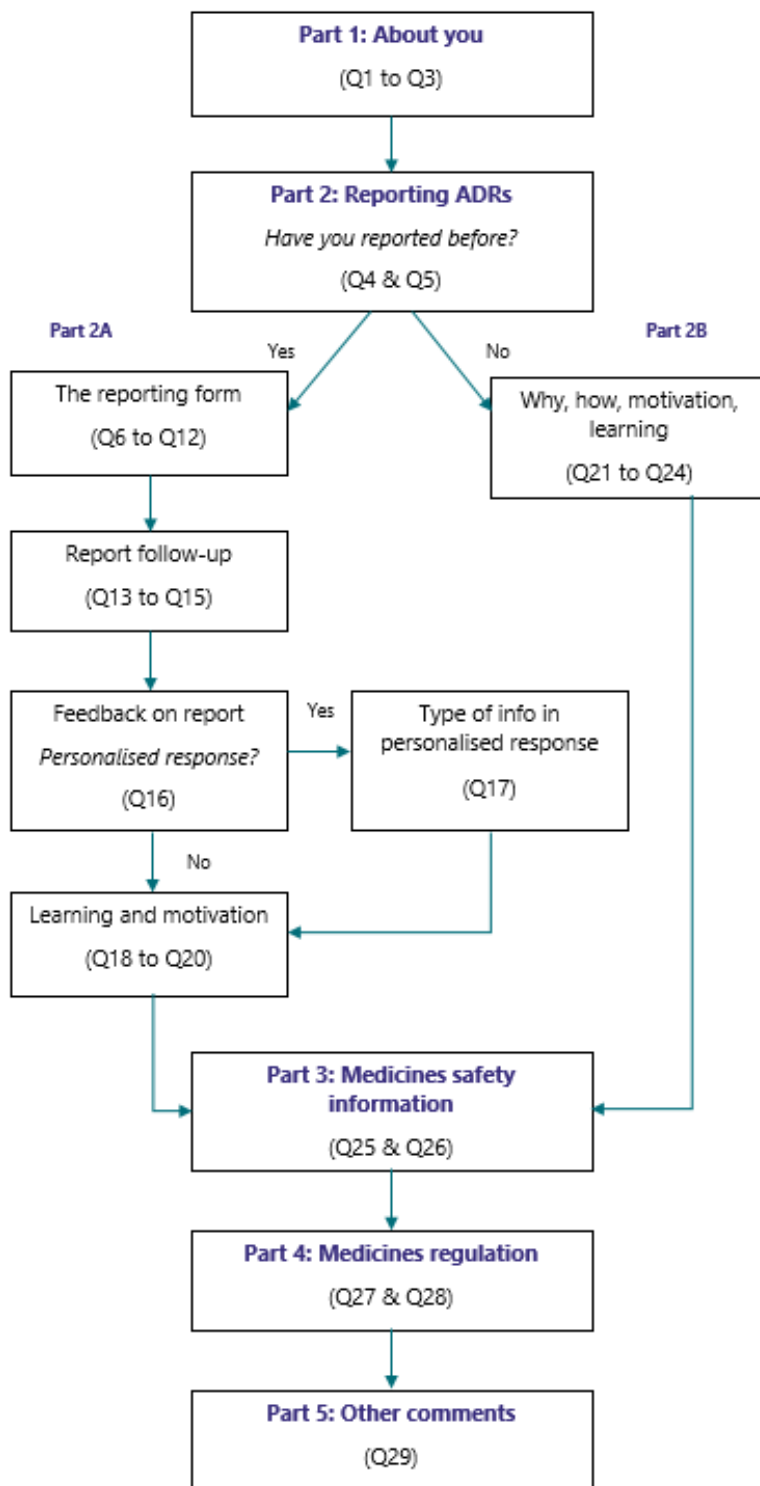 Part 1: About you
(Q1 to Q3)
Part 2: Reporting ADRs
Have you reported before?
(Q4 & Q5)
Part 2A
Part 2B
Yes
No
The reporting form
(Q6 to Q12)
Why, how, motivation,
learning
(Q21 to Q24)
Report follow-up
(Q13 to Q15)
Feedback on report
Personalised response?
(Q16)
Yes
Type of info in
personalised response
(Q17)
No
Learning and motivation
(Q18 to Q20)
Part 3: Medicines safety
information
(Q25 & Q26)
Part 4: Medicines regulation
(Q27 & Q28)
Part 5: Other comments
(Q29)